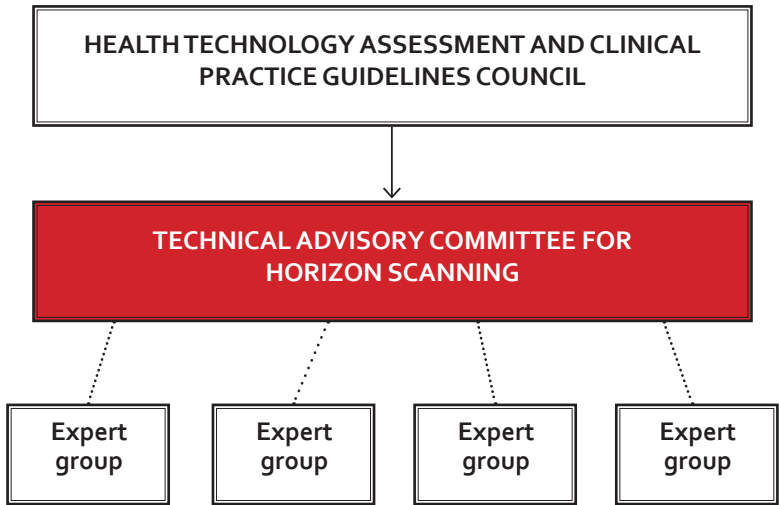 HEALTH TECHNOLOGY ASSESSMENT AND CLINICAL
PRACTICE GUIDELINES COUNCIL
TECHNICAL ADVISORY COMMITTEE FOR
HORIZON SCANNING
Expert
group
Expert
group
Expert
group
Expert
group